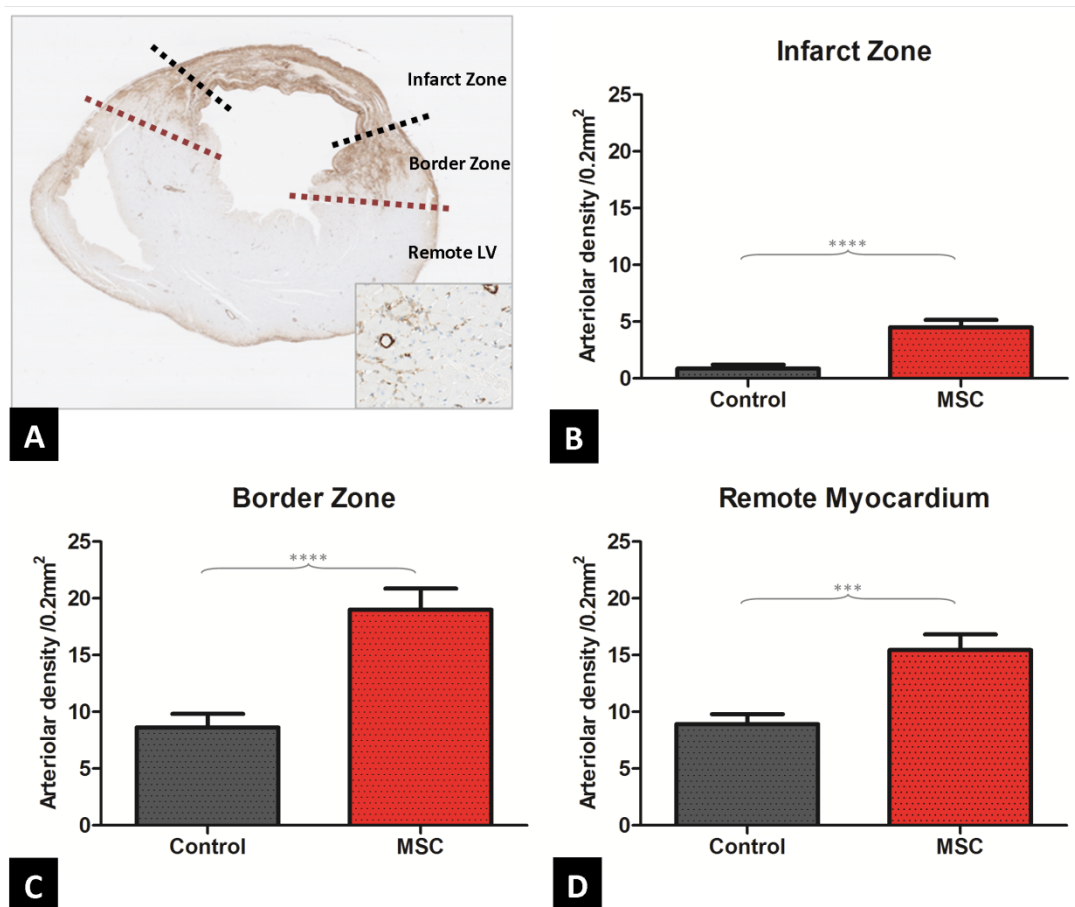 Infarct Zone
Border Zone
Remote LV
A
Infarct Zone
Arteriolar density /0.2mm²
25
20
15
10
5
0
****
Control
MSC
B
Border Zone
Arteriolar density /0.2mm²
25
20
15
10
5
0
****
Control
MSC
C
Remote Myocardium
Arteriolar density /0.2mm²
25
20
15
10
5
0
***
Control
MSC
D